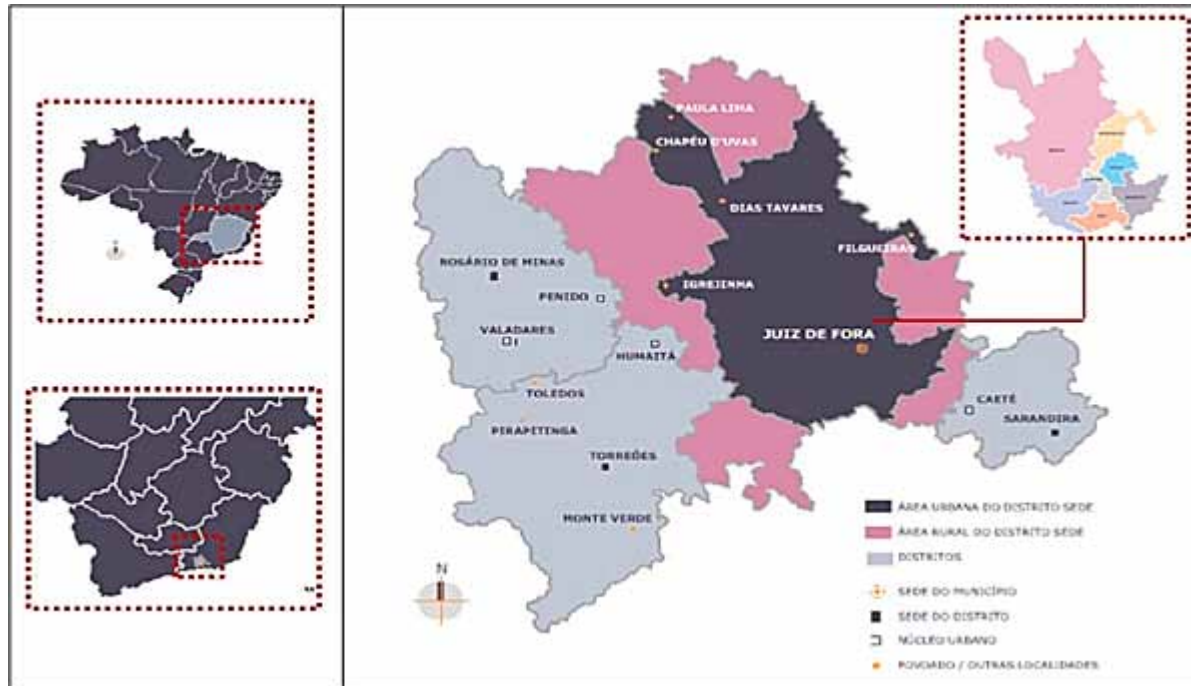 PAULA LIMA
CHAPÉU D'UVAS
DIAS TAVARES
FILGUEIRAS
ROSÁRIO DE MINAS
IGREJINHA
PENIDO
JUIZ DE FORA
VALADARES
HUMAITÁ
TOLEDOS
CAETÉ
SARANDIRA
PIRAPITINGA
TORREÕES
MONTE VERDE
N
ÁREA URBANA DO DISTRITO SEDE
ÁREA RURAL DO DISTRITO SEDE
DISTRITOS
SEDE DO MUNICÍPIO
SEDE DO DISTRITO
NÚCLEO URBANO
POVOADO / OUTRAS LOCALIDADES